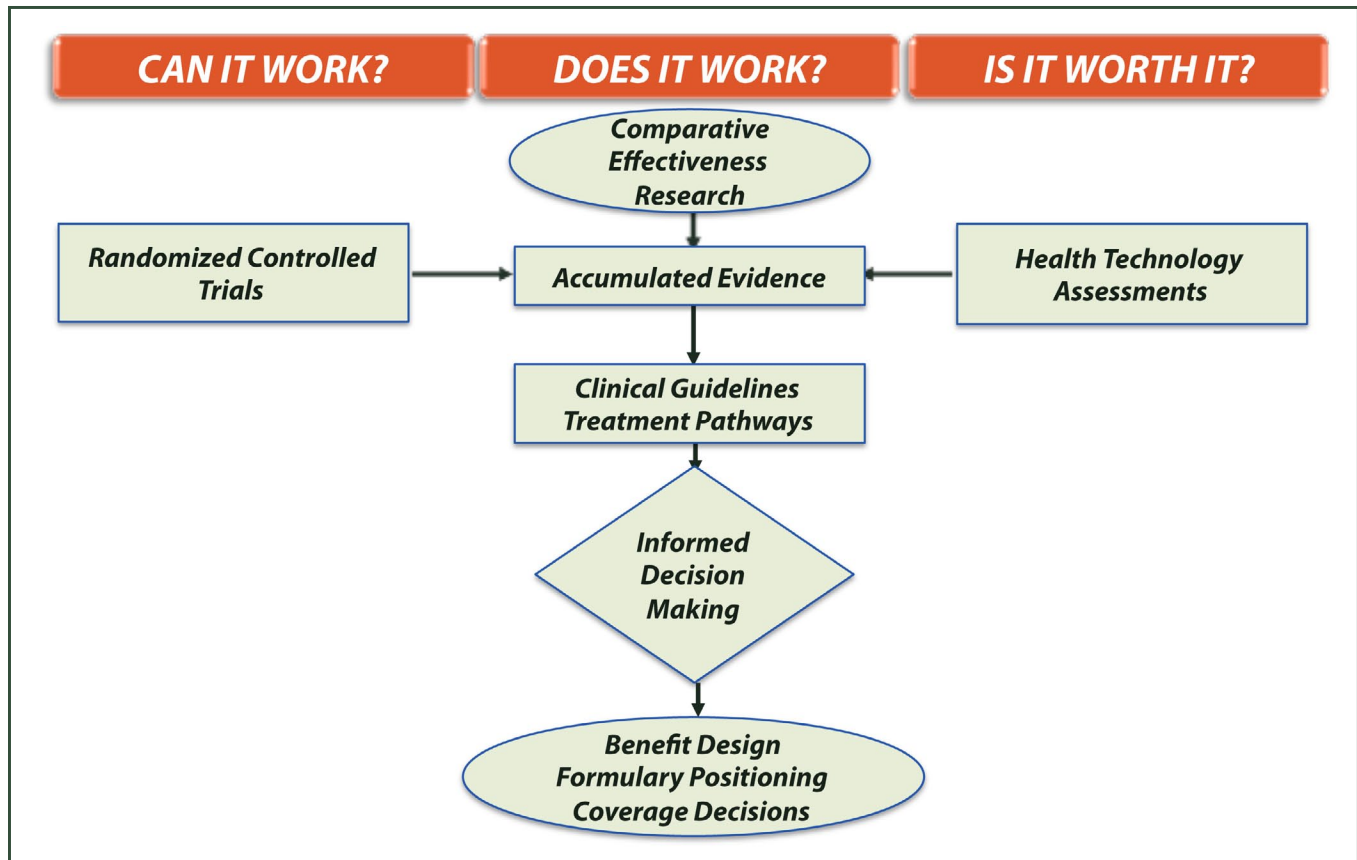 CAN IT WORK?
DOES IT WORK?
IS IT WORTH IT?
Comparative
Effectiveness
Research
Randomized Controlled
Trials
Accumulated Evidence
Health Technology
Assessments
Clinical Guidelines
Treatment Pathways
Informed
Decision
Making
Benefit Design
Formulary Positioning
Coverage Decisions